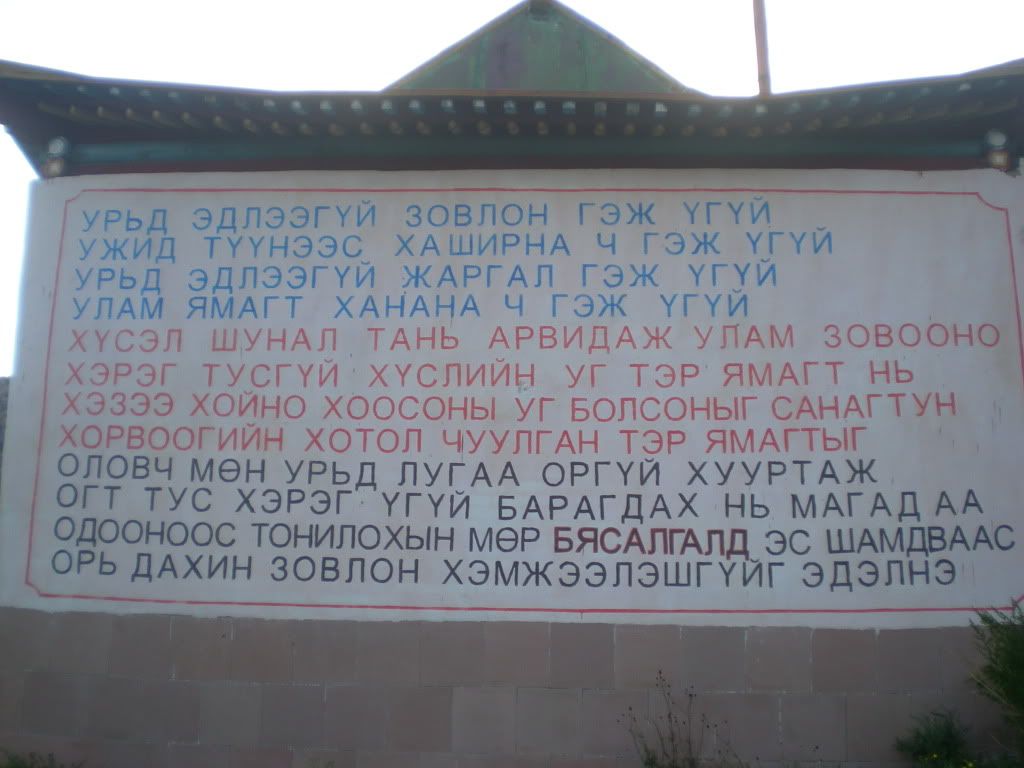 УРЬД ЭДЛЭЭГҮЙ ЗОВЛОН ГЭЖ ҮГҮЙ
УЖИД ТҮҮНЭЭС ХАШИРНА Ч ГЭЖ ҮГҮЙ
УРЬД ЭДЛЭЭГҮЙ ЖАРГАЛ ГЭЖ ҮГҮЙ
УЛАМ ЯМАГТ ХАНАНА Ч ГЭЖ ҮГҮЙ
ХҮСЭЛ ШУНАЛ ТАНЬ АРВИДАЖ УЛАМ ЗОВООНО
ХЭРЭГ ТУСГҮЙ ХҮСЛИЙН УГ ТЭР ЯМАГТ НЬ
ХЭЗЭЭ ХОЙНО ХООСОНЫ УГ БОЛСОНЫГ САНАГТУН
ХОРВООГИЙН ХОТОЛ ЧУУЛГАН ТЭР ЯМАГТЫГ
ОЛОВЧ МӨН УРЬД ЛУГАА ОРГҮЙ ХУУРТАЖ
ОГТ ТУС ХЭРЭГ ҮГҮЙ БАРАГДАХ НЬ МАГАД АА
ОДООНООС ТОНИЛОХЫН МӨР БЯСАЛГАЛД ЭС ШАМДВААС
ОРЬ ДАХИН ЗОВЛОН ХЭМЖЭЭЛЭШГҮЙГ ЭДЭЛНЭ